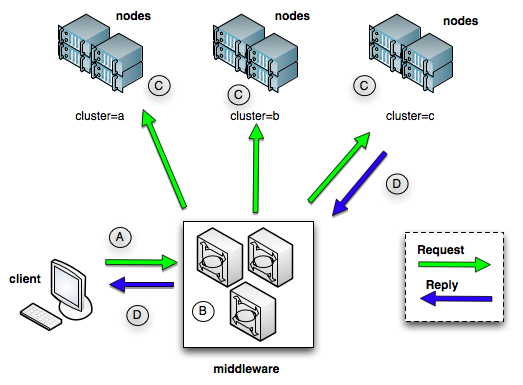 nodes
nodes
nodes
C
C
C
cluster=a
cluster=b
cluster=c
D
A
Request
Reply
client
D
B
middleware